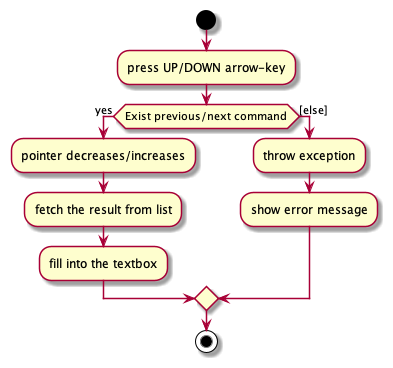 press UP/DOWN arrow-key
yes
Exist previous/next command
[else]
pointer decreases/increases
throw exception
fetch the result from list
show error message
fill into the textbox